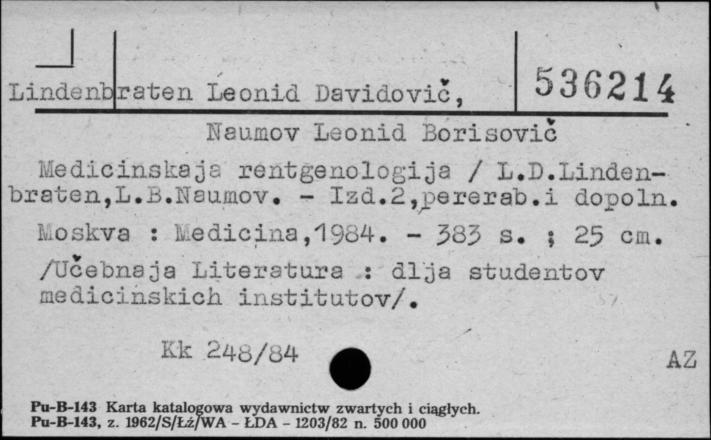 536214
Lindenbraten Leonid Davidovič,
Naumov Leonid Borisovič
Medicinskaja rentgenologija / L.D.Linden-
braten,L.B.Naumov. - Izd.2,pererab.i dopoln.
Moskva : Medicina,1984. - 383 s. ; 25 cm.
/Učebnaja Literatura : dlja studentov
medicinskich institutov/.
Kk 248/84
AZ
Pu-B-143 Karta katalogowa wydawnictw zwartych i ciągłych.
Pu-B-143, z. 1962/S/Łź/WA - ŁDA - 1203/82 n. 500 000